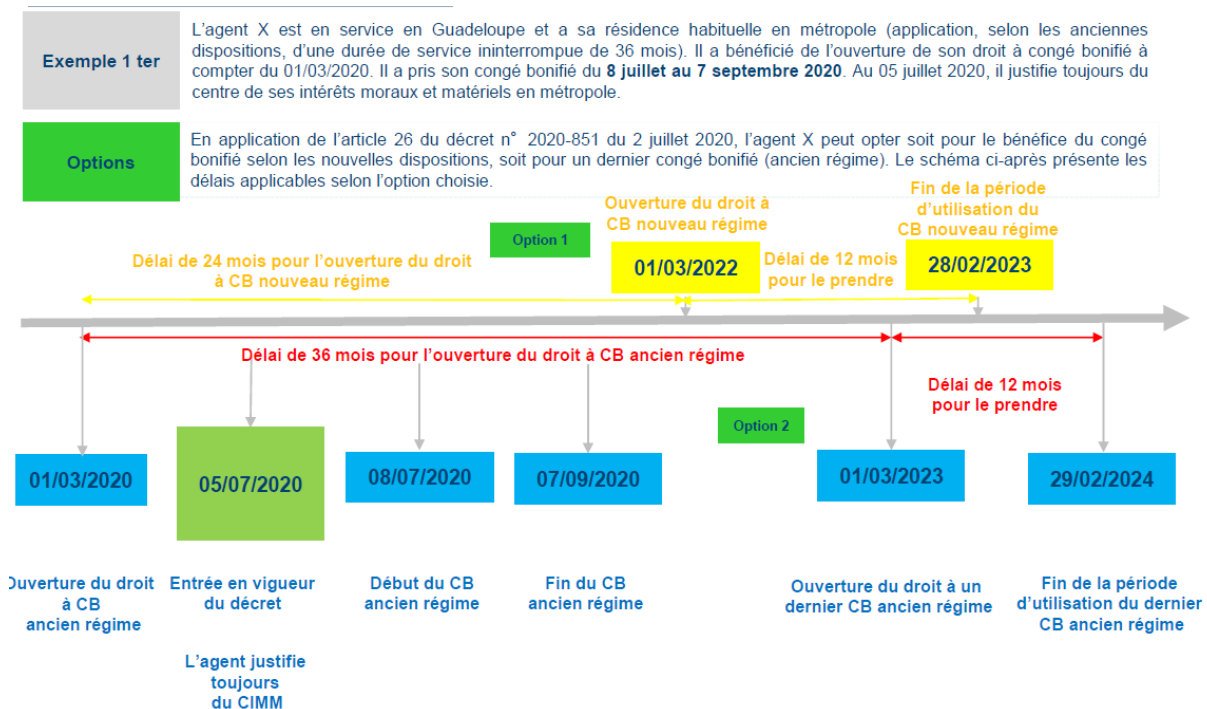 Exemple 1 ter
L'agent X est en service en Guadeloupe et a sa résidence habituelle en métropole (application, selon les anciennes
dispositions, d'une durée de service ininterrompue de 36 mois). Il a bénéficié de l'ouverture de son droit à congé bonifié à
compter du 01/03/2020. Il a pris son congé bonifié du 8 juillet au 7 septembre 2020. Au 05 juillet 2020, il justifie toujours du
centre de ses intérêts moraux et matériels en métropole.
Options
En application de l'article 26 du décret n° 2020-851 du 2 juillet 2020, l'agent X peut opter soit pour le bénéfice du congé
bonifié selon les nouvelles dispositions, soit pour un dernier congé bonifié (ancien régime). Le schéma ci-après présente les
délais applicables selon l'option choisie.
Option 1
Ouverture du droit à
CB nouveau régime
01/03/2022
Fin de la période
d'utilisation du
CB nouveau régime
28/02/2023
Délai de 24 mois pour l'ouverture du droit
à CB nouveau régime
Délai de 12 mois
pour le prendre
Délai de 36 mois pour l'ouverture du droit à CB ancien régime
Délai de 12 mois
pour le prendre
Option 2
01/03/2020
05/07/2020
08/07/2020
07/09/2020
01/03/2023
29/02/2024
Ouverture du droit
à CB
ancien régime
Entrée en vigueur
du décret
L'agent justifie
toujours
du CIMM
Début du CB
ancien régime
Fin du CB
ancien régime
Ouverture du droit à un
dernier CB ancien régime
Fin de la période
d'utilisation du dernier
CB ancien régime